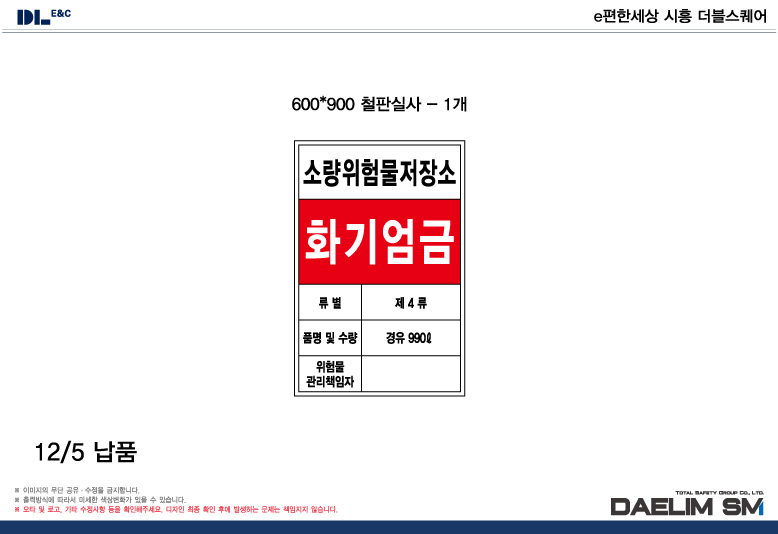 DL E&C
e편한세상 시흥 더블스퀘어
600*900 철판실사 – 1개
소량위험물저장소
화기엄금
류 별
제 4 류
품명 및 수량
경유 990ℓ
위험물
관리책임자
12/5 납품
※ 이미지의 무단 공유 · 수정을 금지합니다.
※ 출력방식에 따라서 미세한 색상변화가 있을 수 있습니다.
※ 오타 및 로고, 기타 수정사항 등을 확인해주세요. 디자인 최종 확인 후에 발생하는 문제는 책임지지 않습니다.
TOTAL SAFETY GROUP CO., LTD.
DAELIM SM